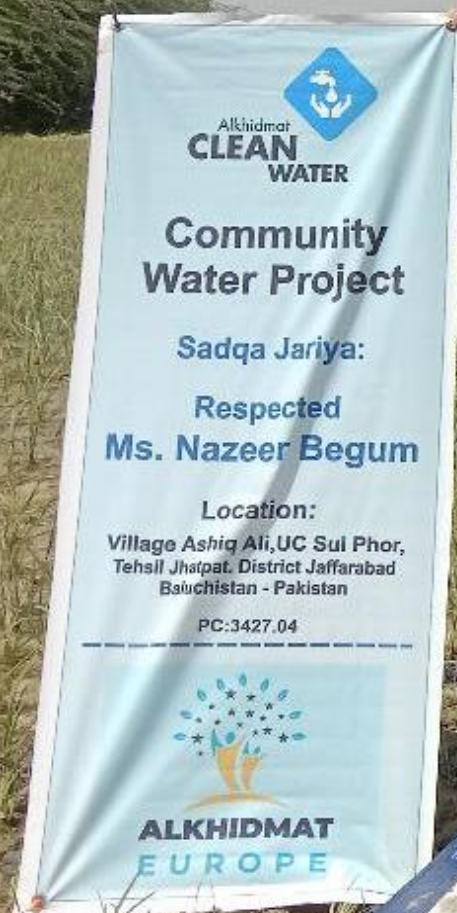 Alkhidmat
CLEAN
WATER
Community
Water Project
Sadqa Jariya:
Respected
Ms. Nazeer Begum
Location:
Village Ashiq Ali,UC Sul Phor,
Tehsil Jhatpat. District Jaffarabad
Baluchistan - Pakistan
PC:3427.04
ALKHIDMAT
EUROPE